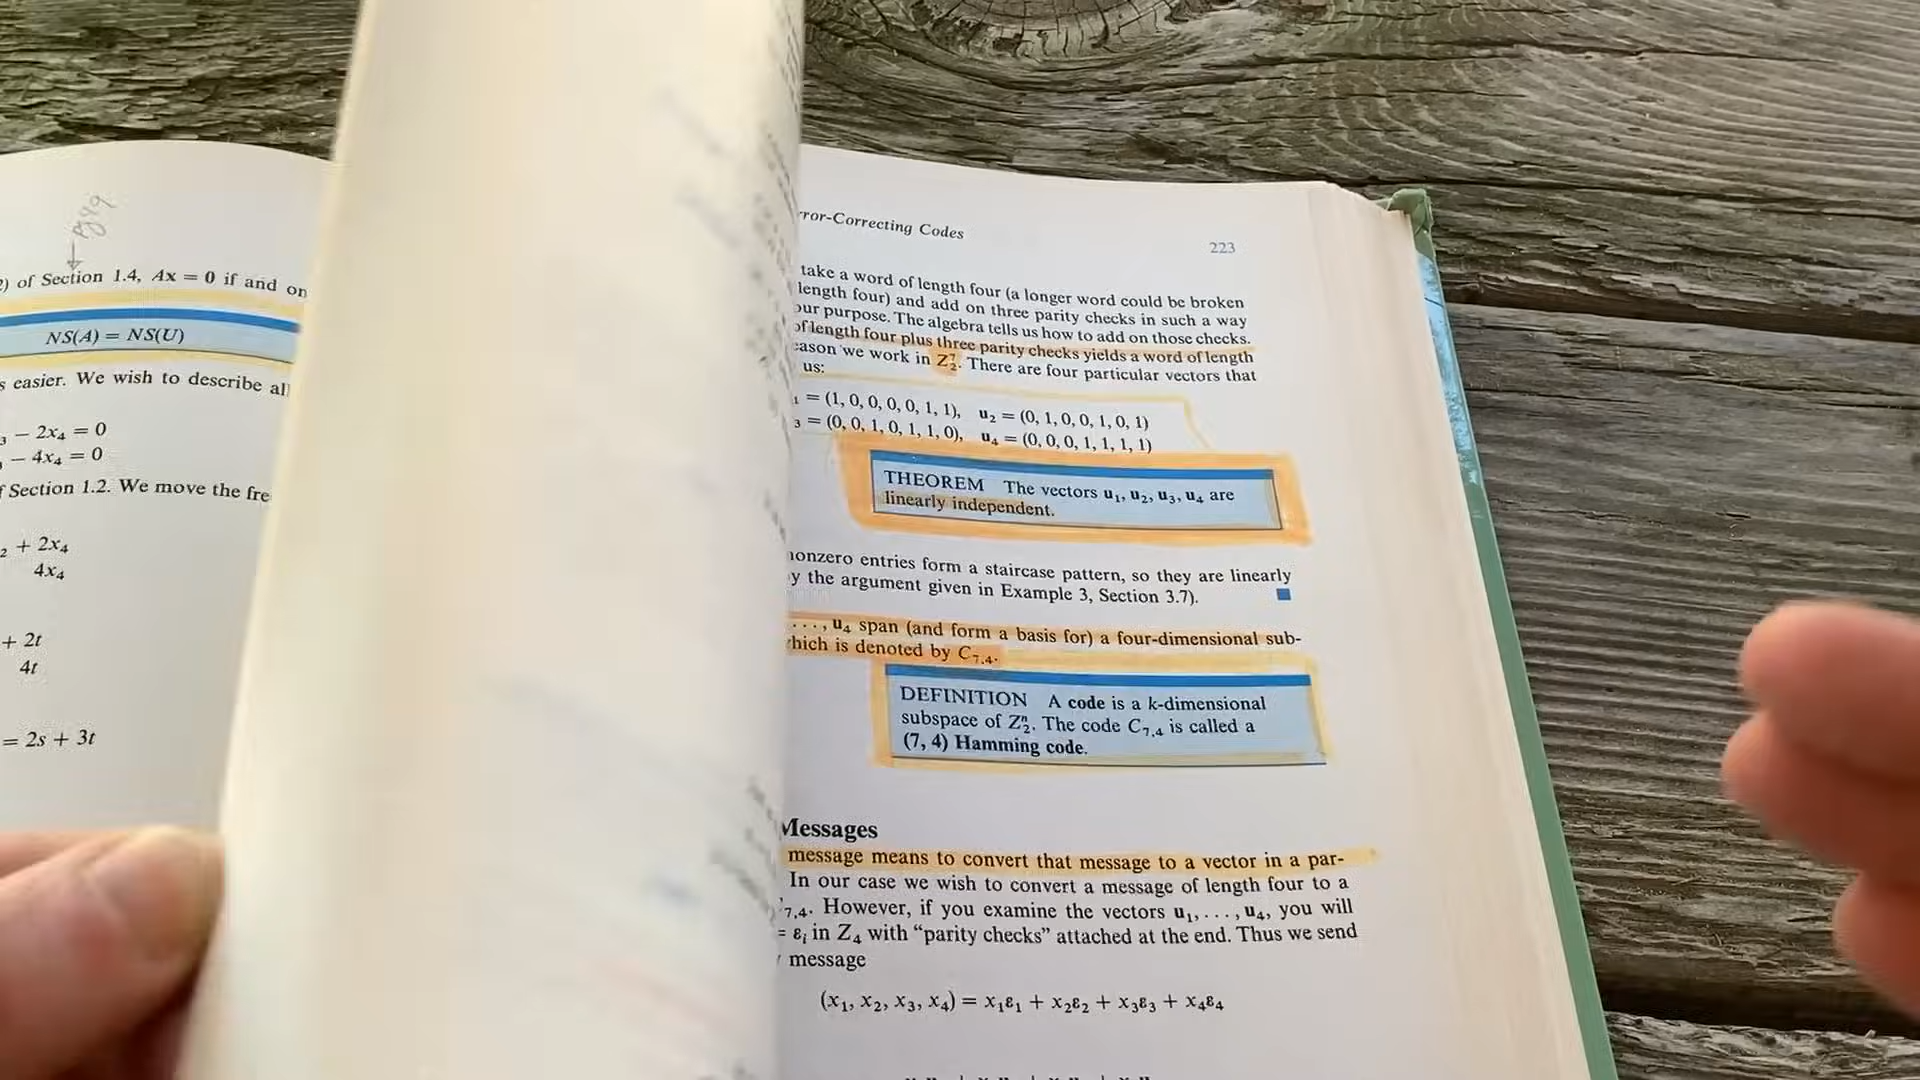 pg 89
of Section 1.4, Ax = 0 if and on
NS(A) = NS(U)
easier. We wish to describe all
3 − 2x₄ = 0
− 4x₄ = 0
Section 1.2. We move the fre
2 + 2x₄
4x₄
+ 2t
4t
= 2s + 3t
ror-Correcting Codes
223
take a word of length four (a longer word could be broken
length four) and add on three parity checks in such a way
our purpose. The algebra tells us how to add on those checks.
of length four plus three parity checks yields a word of length
eason we work in Z₂⁷. There are four particular vectors that
us:
₁ = (1, 0, 0, 0, 0, 1, 1), u₂ = (0, 1, 0, 0, 1, 0, 1)
₃ = (0, 0, 1, 0, 1, 1, 0), u₄ = (0, 0, 0, 1, 1, 1, 1)
THEOREM The vectors u₁, u₂, u₃, u₄ are
linearly independent.
nonzero entries form a staircase pattern, so they are linearly
y the argument given in Example 3, Section 3.7).
. . . , u₄ span (and form a basis for) a four-dimensional sub-
hich is denoted by C₇,₄.
DEFINITION A code is a k-dimensional
subspace of Z₂ⁿ. The code C₇,₄ is called a
(7, 4) Hamming code.
Messages
message means to convert that message to a vector in a par-
In our case we wish to convert a message of length four to a
₇,₄. However, if you examine the vectors u₁, . . . , u₄, you will
= ε᎐ᵢ in Z₄ with “parity checks” attached at the end. Thus we send
message
(x₁, x₂, x₃, x₄) = x₁ε₁ + x₂ε₂ + x₃ε₃ + x₄ε₄